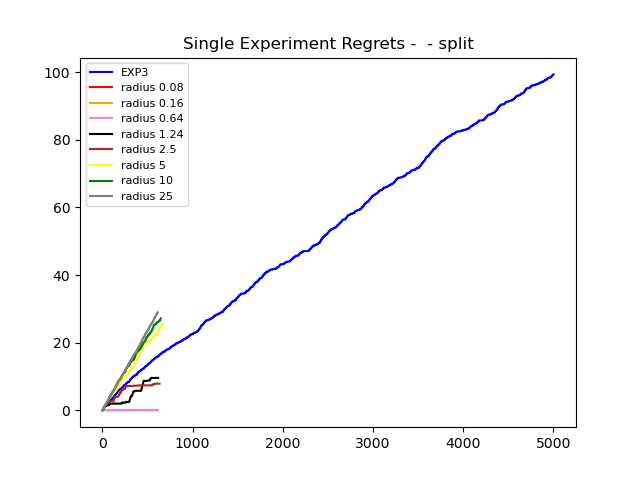 Single Experiment Regrets -  - split
EXP3
radius 0.08
radius 0.16
radius 0.64
radius 1.24
radius 2.5
radius 5
radius 10
radius 25
100
80
60
40
20
0
0 1000 2000 3000 4000 5000